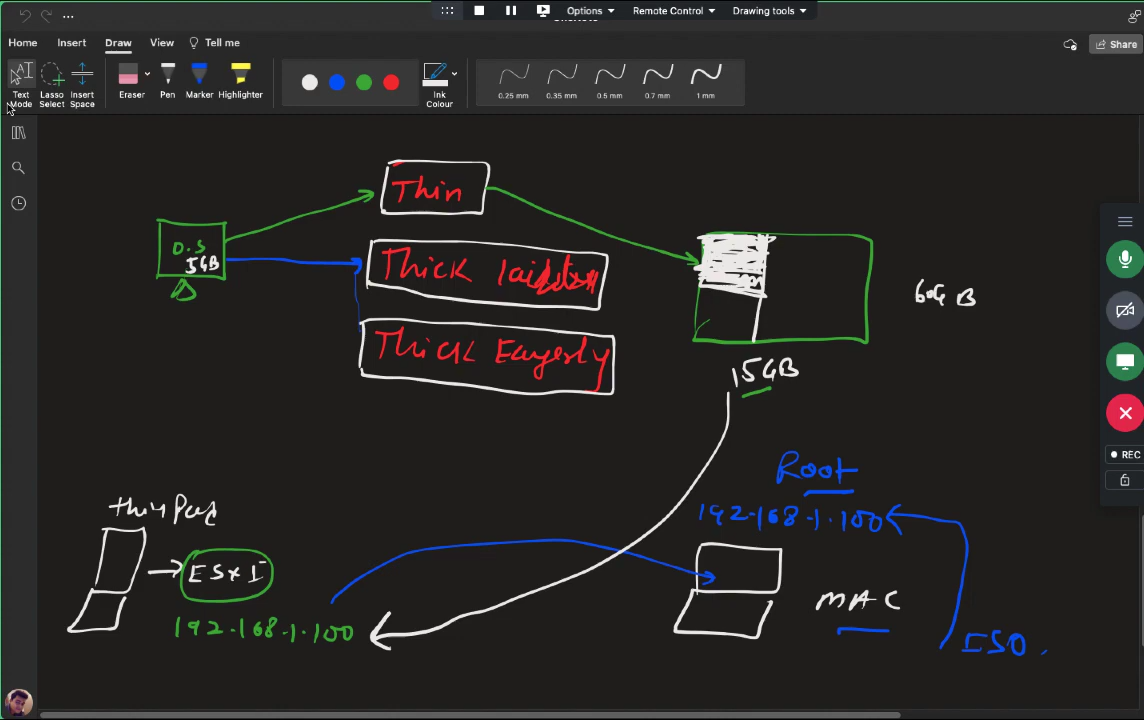 Options
Remote Control
Drawing tools
Home
Insert
Draw
View
Tell me
Share
Text Mode
Lasso Select
Insert Space
Eraser
Pen
Marker
Highlighter
Ink Colour
0.25 mm
0.35 mm
0.5 mm
0.7 mm
1 mm
Thin
O.S
5GB
Thick
Thick Eargerly
60GB
15GB
REC
Root
192.168.1.100
ESXI
192.168.1.100
MAC
ISO